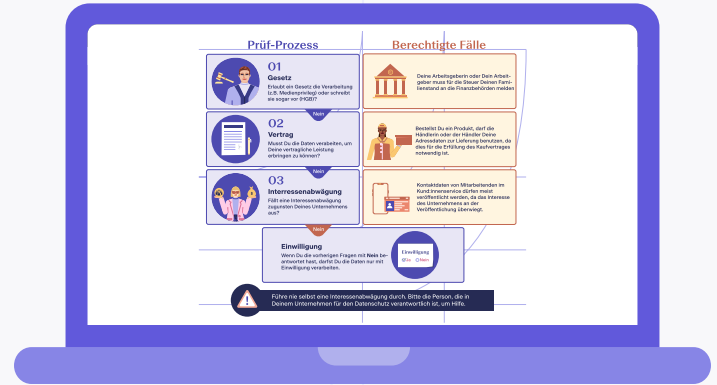 Prüf-Prozess
Berechtigte Fälle
01
Gesetz
Erlaubt ein Gesetz die Verarbeitung
(z.B. Medienprivileg) oder schreibt
sie sogar vor (HGB)?
Deine Arbeitsgeberin oder Dein Arbeit-
geber muss für die Steuer Deinen Fami-
lienstand an die Finanzbehörden melden
Nein
02
Vertrag
Musst Du die Daten verabeiten, um
Deine vertragliche Leistung
erbringen zu können?
Bestellst Du ein Produkt, darf die
Händlerin oder der Händler Deine
Adressdaten zur Lieferung benutzen, da
dies für die Erfüllung des Kaufvertrages
notwendig ist.
Nein
03
Interressenabwägung
Fällt eine Interessenabwägung
zugunsten Deines Unternehmens
aus?
Kontaktdaten von Mitarbeitenden im
Kund:innenservice dürfen meist
veröffentlicht werden, da das Interesse
des Unternehmens an der
Veröffentlichung überwiegt.
Nein
Einwilligung
Wenn Du die vorherigen Fragen mit Nein be-
antwortet hast, darfst Du die Daten nur mit
Einwilligung verarbeiten.
Einwilligung
Ja Nein
Führe nie selbst eine Interessenabwägung durch. Bitte die Person, die in
Deinem Unternehmen für den Datenschutz verantwortlich ist, um Hilfe.